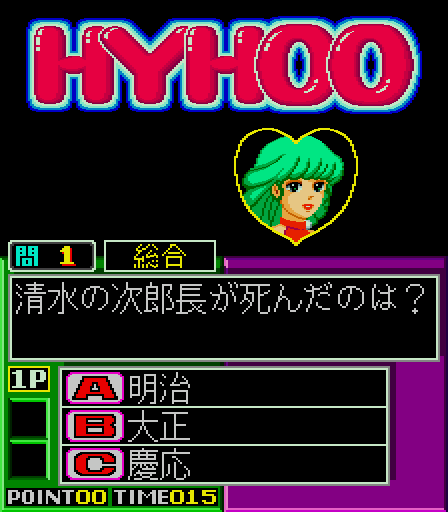 HYHOO
問 1 総合
清水の次郎長が死んだのは？
1P
A 明治
B 大正
C 慶応
POINT00 TIME015